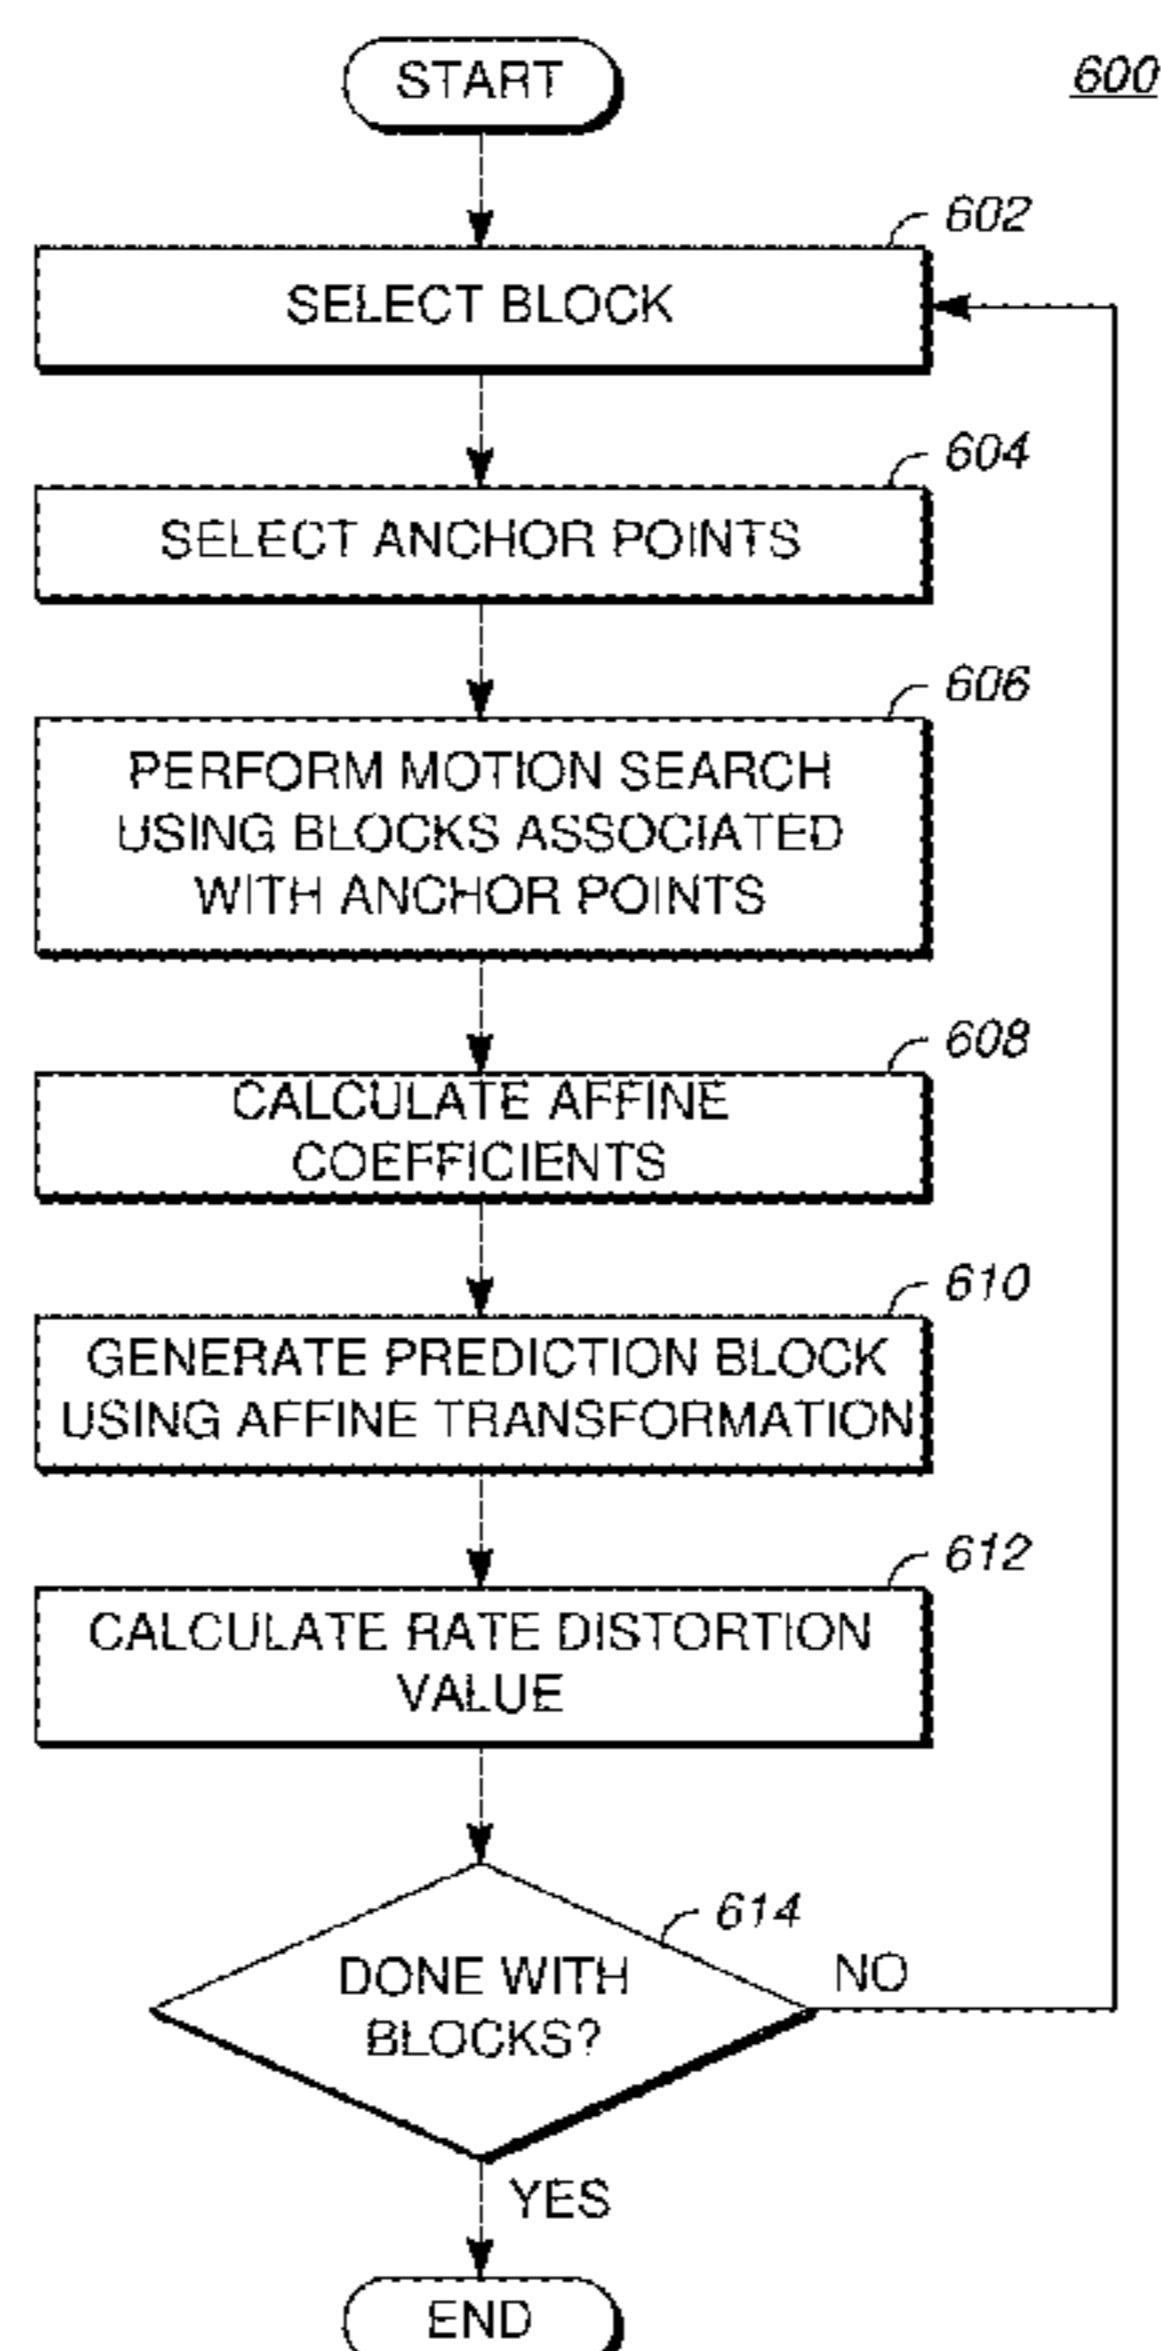 START
600
602
SELECT BLOCK
604
SELECT ANCHOR POINTS
606
PERFORM MOTION SEARCH
USING BLOCKS ASSOCIATED
WITH ANCHOR POINTS
608
CALCULATE AFFINE
COEFFICIENTS
610
GENERATE PREDICTION BLOCK
USING AFFINE TRANSFORMATION
612
CALCULATE RATE DISTORTION
VALUE
614
DONE WITH
BLOCKS?
NO
YES
END